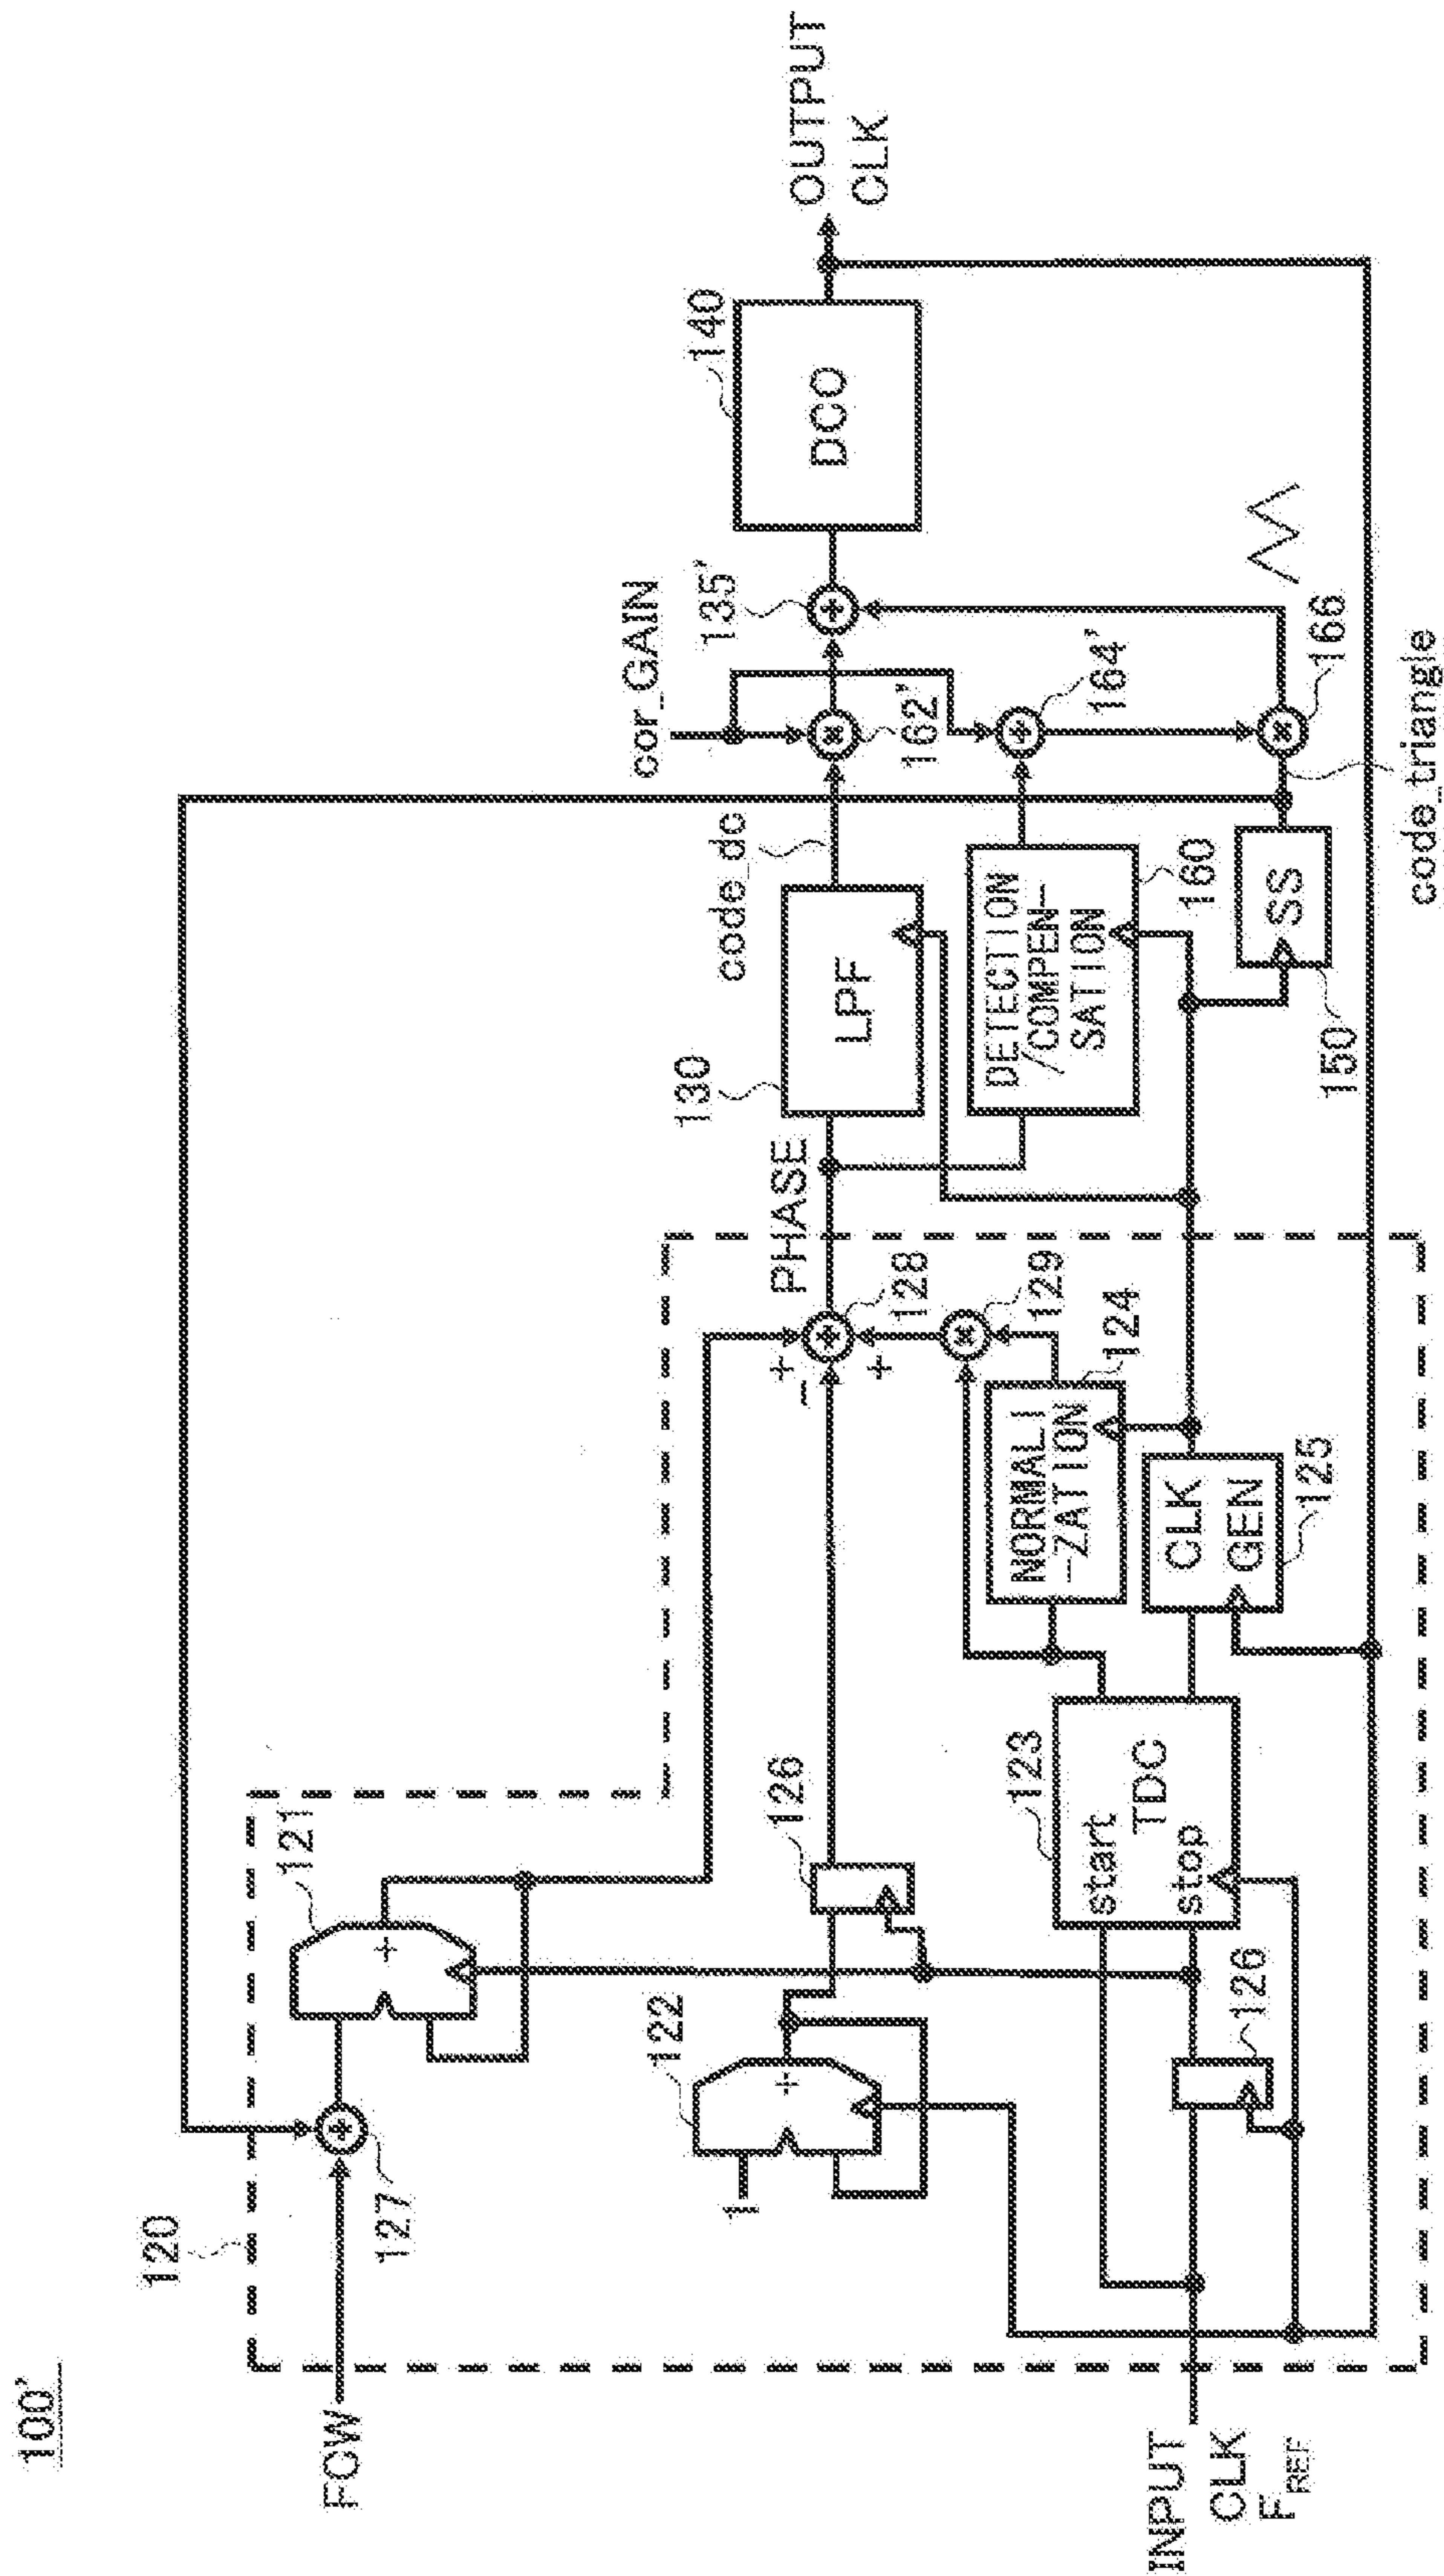 100'
120
FCW
127
121
122
1
126
INPUT
CLK
F REF
126
123
start
TDC
stop
NORMALI
-ZATION
124
CLK
GEN
125
129
128
+
-
+
PHASE
130
LPF
code_dc
DETECTION
/COMPEN-
SATION
160
SS
150
code_triangle
cor_GAIN
162'
164'
166
135'
DCO
140
OUTPUT
CLK